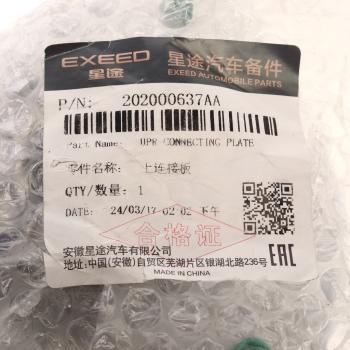 EXEED 星途汽车备件
星途 EXEED AUTOMOBILE PARTS
P/N: 202000637AA
Part Name: UPR CONNECTING PLATE
零件名称: 上连接板
QTY/数量: 1
DATE: 24/03/17 02:02 下午
合格证
安徽星途汽车有限公司
地址:中国(安徽)自贸区芜湖片区银湖北路236号
MADE IN CHINA
EAC